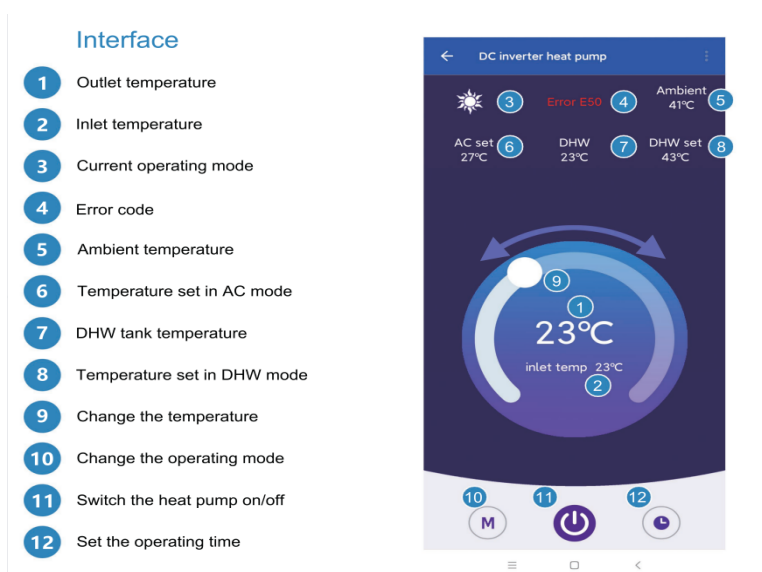 Interface
1 Outlet temperature
2 Inlet temperature
3 Current operating mode
4 Error code
5 Ambient temperature
6 Temperature set in AC mode
7 DHW tank temperature
8 Temperature set in DHW mode
9 Change the temperature
10 Change the operating mode
11 Switch the heat pump on/off
12 Set the operating time
DC inverter heat pump
3 Error E50 4 Ambient
41℃ 5
AC set 6 DHW 7 DHW set 8
27℃ 23℃ 43℃
9
1
23℃
inlet temp 23℃
2
10 11 12
M